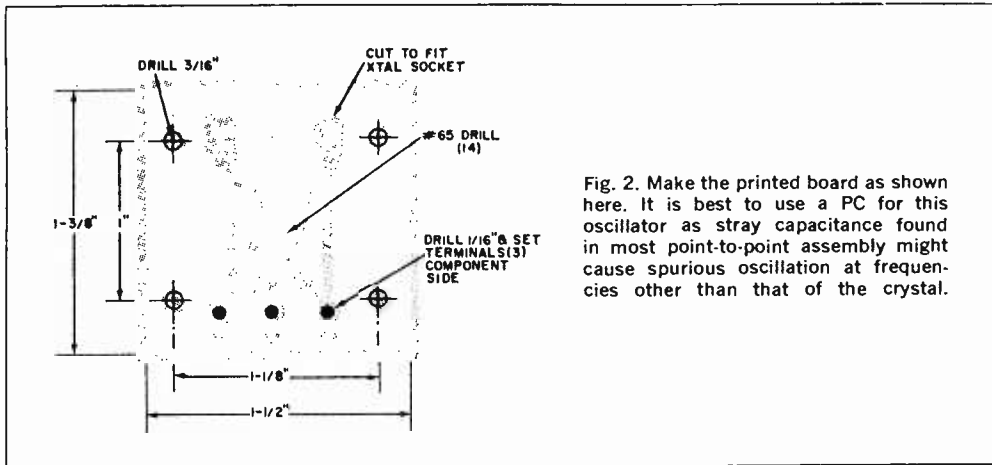 DRILL 3/16"
CUT TO FIT
XTAL SOCKET
#65 DRILL
(14)
1-3/8"
1"
DRILL 1/16" & SET
TERMINALS (3)
COMPONENT
SIDE
1-1/8"
1-1/2"
Fig. 2. Make the printed board as shown
here. It is best to use a PC for this
oscillator as stray capacitance found
in most point-to-point assembly might
cause spurious oscillation at frequen-
cies other than that of the crystal.